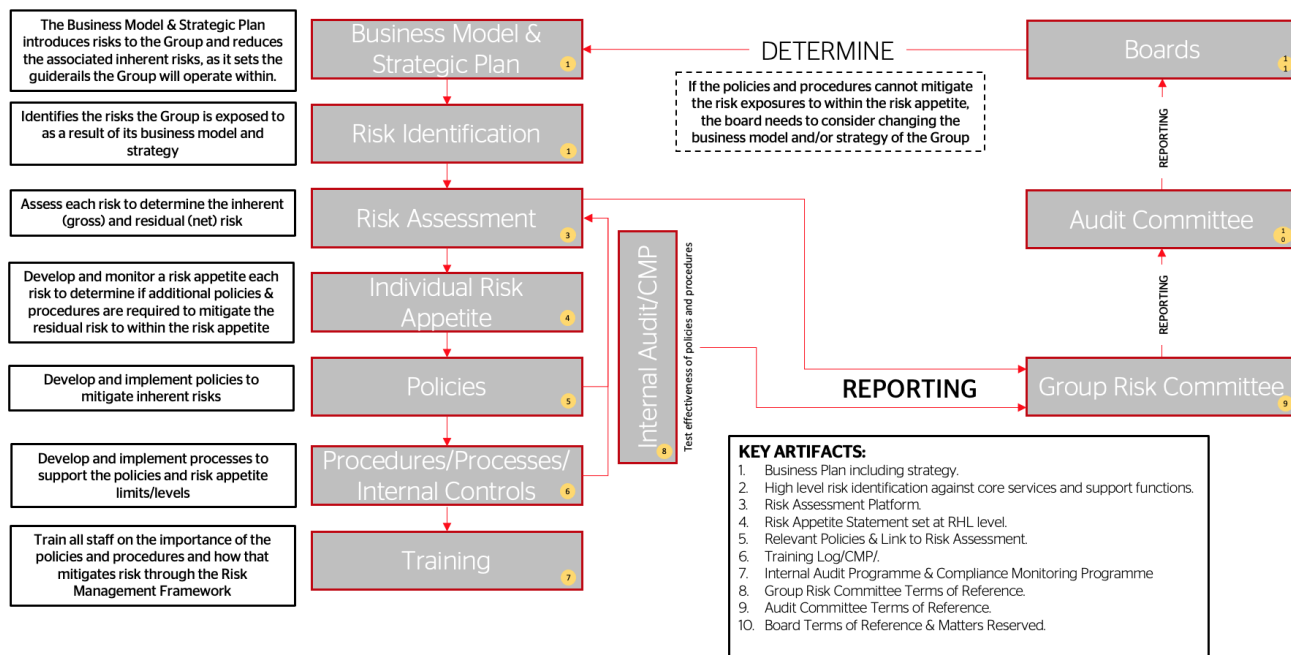 The Business Model & Strategic Plan
introduces risks to the Group and reduces
the associated inherent risks, as it sets the
guiderails the Group will operate within.
Business Model &
Strategic Plan
1
DETERMINE
Boards
11
If the policies and procedures cannot mitigate
the risk exposures to within the risk appetite,
the board needs to consider changing the
business model and/or strategy of the Group
Identifies the risks the Group is exposed to
as a result of its business model and
strategy
Risk Identification
1
REPORTING
Assess each risk to determine the inherent
(gross) and residual (net) risk
Risk Assessment
3
Audit Committee
10
Develop and monitor a risk appetite each
risk to determine if additional policies &
procedures are required to mitigate the
residual risk to within the risk appetite
Individual Risk
Appetite
4
Internal Audit/CMP
8
Test effectiveness of policies and procedures
REPORTING
Develop and implement policies to
mitigate inherent risks
Policies
5
REPORTING
Group Risk Committee
9
Develop and implement processes to
support the policies and risk appetite
limits/levels
Procedures/Processes/
Internal Controls
6
Train all staff on the importance of the
policies and procedures and how that
mitigates risk through the Risk
Management Framework
Training
7
KEY ARTIFACTS:
1. Business Plan including strategy.
2. High level risk identification against core services and support functions.
3. Risk Assessment Platform.
4. Risk Appetite Statement set at RHL level.
5. Relevant Policies & Link to Risk Assessment.
6. Training Log/CMP/.
7. Internal Audit Programme & Compliance Monitoring Programme
8. Group Risk Committee Terms of Reference.
9. Audit Committee Terms of Reference.
10. Board Terms of Reference & Matters Reserved.